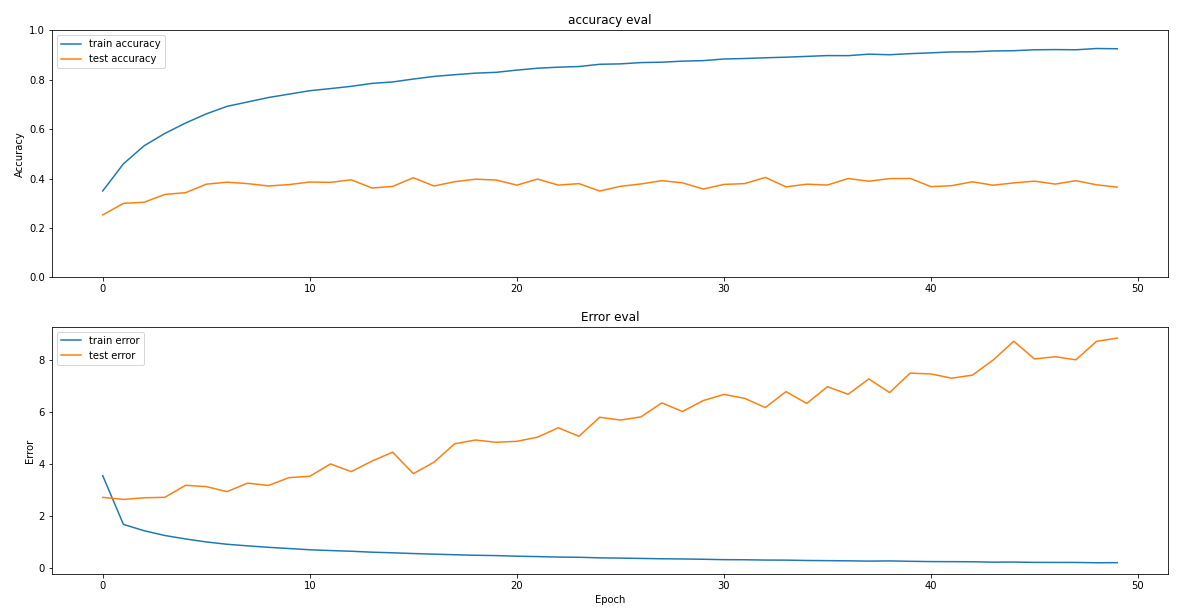 accuracy eval
train accuracy
test accuracy
Accuracy
1.0
0.8
0.6
0.4
0.2
0.0
0 10 20 30 40 50
Error eval
train error
test error
Error
8
6
4
2
0
0 10 20 30 40 50
Epoch